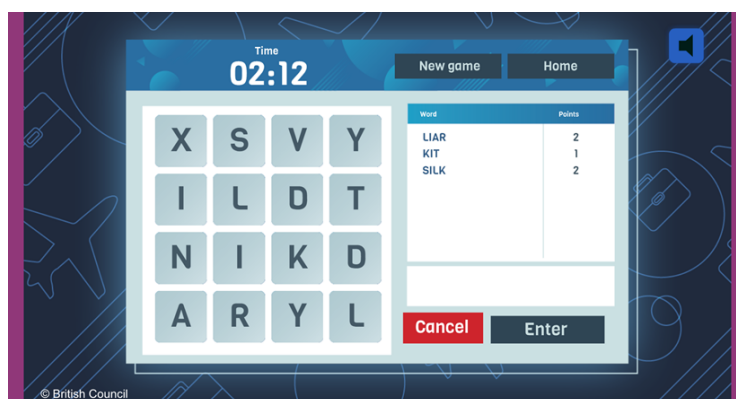 Time
02:12
New game
Home
X S V Y
I L D T
N I K D
A R Y L
Word Points
LIAR 2
KIT 1
SILK 2
Cancel
Enter
© British Council